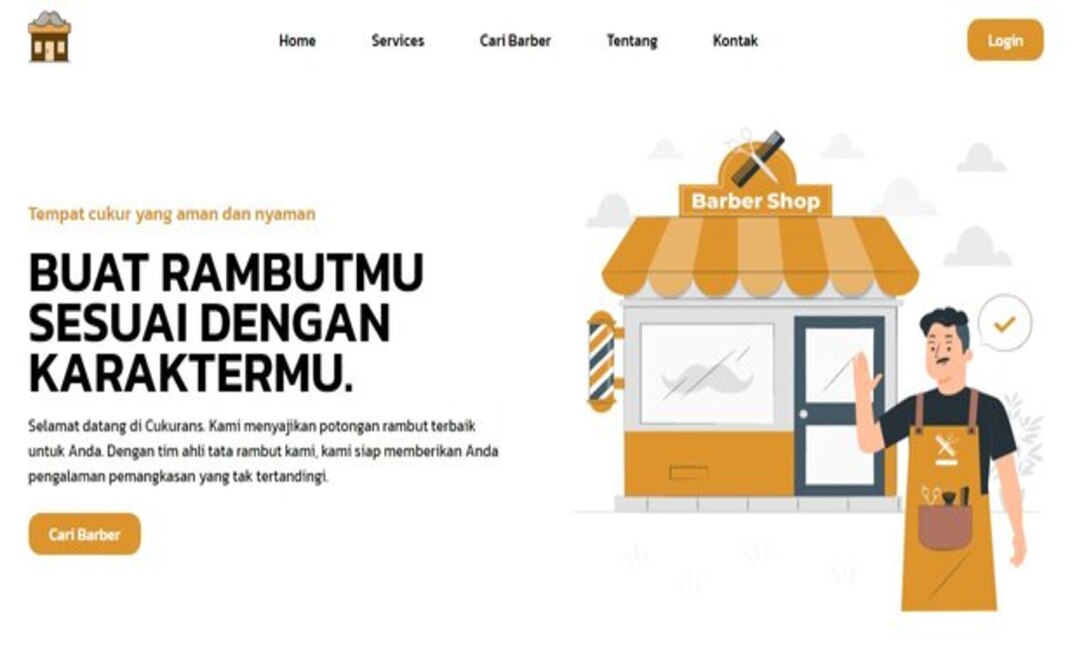 Home Services Cari Barber Tentang Kontak Login
Barber Shop
Tempat cukur yang aman dan nyaman
BUAT RAMBUTMU
SESUAI DENGAN
KARAKTERMU.
Selamat datang di Cukurans. Kami menyajikan potongan rambut terbaik
untuk Anda. Dengan tim ahli tata rambut kami, kami siap memberikan Anda
pengalaman pemangkasan yang tak tertandingi.
Cari Barber